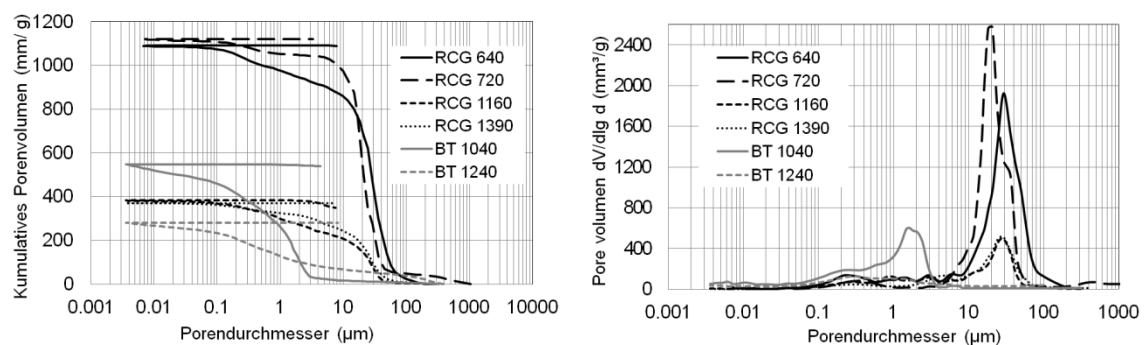 Kumulatives Porenvolumen (mm/ g)
1200
1000
800
600
400
200
0
0.001 0.01 0.1 1 10 100 1000 10000
Porendurchmesser (µm)
RCG 640
RCG 720
RCG 1160
RCG 1390
BT 1040
BT 1240
Pore volumen dV/dlg d (mm³/g)
2400
2000
1600
1200
800
400
0
0.001 0.01 0.1 1 10 100 1000
Porendurchmesser (µm)
RCG 640
RCG 720
RCG 1160
RCG 1390
BT 1040
BT 1240